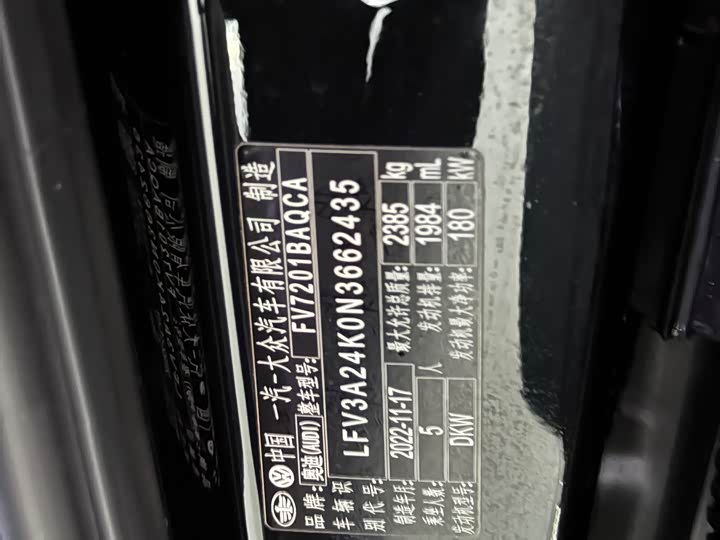 中国 一汽-大众汽车有限公司 制造
品牌: 奥迪(AUDI) 整车型号: FV7201BAQCA
车辆识别代号: LFV3A24K0N3662435
制造年月: 2022-11-17 最大允许总质量: 2385 kg
乘坐人数: 5 人 发动机排量: 1984 mL
发动机型号: DKW 发动机最大净功率: 180 kW